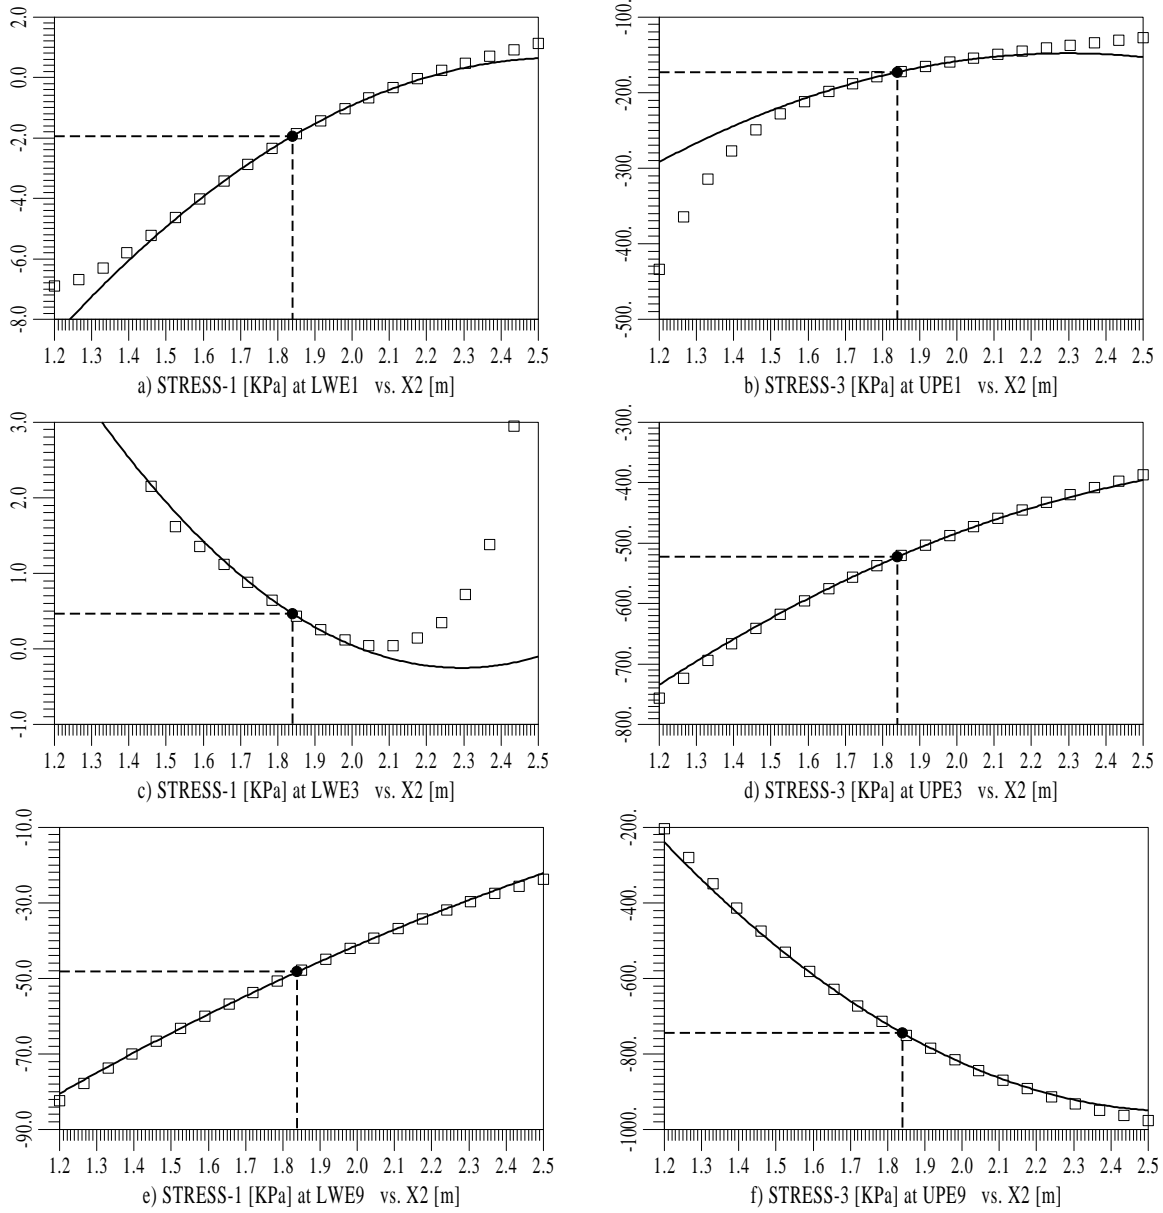 2.0
0.0
-2.0
-4.0
-6.0
-8.0
1.2 1.3 1.4 1.5 1.6 1.7 1.8 1.9 2.0 2.1 2.2 2.3 2.4 2.5
a) STRESS-1 [KPa] at LWE1 vs. X2 [m]
-100.
-200.
-300.
-400.
-500.
1.2 1.3 1.4 1.5 1.6 1.7 1.8 1.9 2.0 2.1 2.2 2.3 2.4 2.5
b) STRESS-3 [KPa] at UPE1 vs. X2 [m]
3.0
2.0
1.0
0.0
-1.0
1.2 1.3 1.4 1.5 1.6 1.7 1.8 1.9 2.0 2.1 2.2 2.3 2.4 2.5
c) STRESS-1 [KPa] at LWE3 vs. X2 [m]
-300.
-400.
-500.
-600.
-700.
-800.
1.2 1.3 1.4 1.5 1.6 1.7 1.8 1.9 2.0 2.1 2.2 2.3 2.4 2.5
d) STRESS-3 [KPa] at UPE3 vs. X2 [m]
-10.0
-30.0
-50.0
-70.0
-90.0
1.2 1.3 1.4 1.5 1.6 1.7 1.8 1.9 2.0 2.1 2.2 2.3 2.4 2.5
e) STRESS-1 [KPa] at LWE9 vs. X2 [m]
-200.
-400.
-600.
-800.
-1000.
1.2 1.3 1.4 1.5 1.6 1.7 1.8 1.9 2.0 2.1 2.2 2.3 2.4 2.5
f) STRESS-3 [KPa] at UPE9 vs. X2 [m]